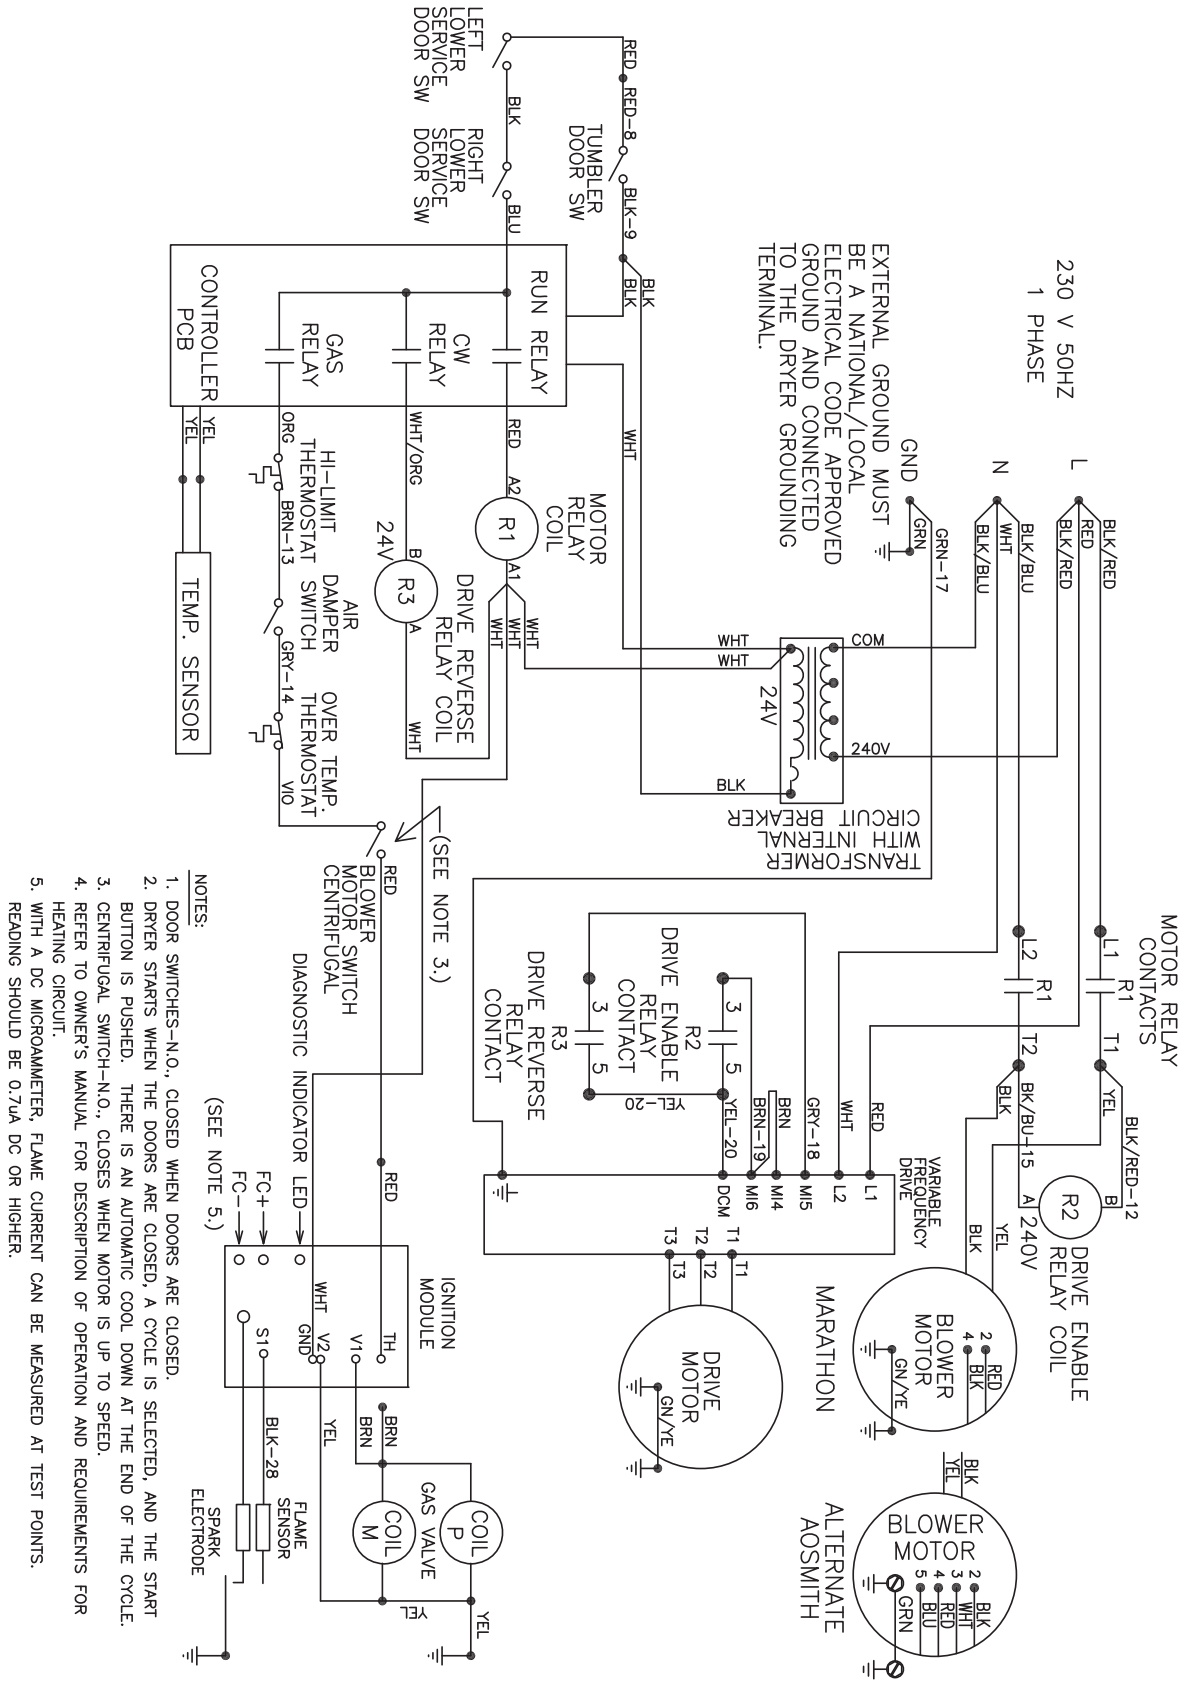 230 V 50HZ
1 PHASE
L
N
GND
BLK/RED
RED
BLK/RED
BLK/BLU
WHT
BLK/BLU
GRN-17
GRN
EXTERNAL GROUND MUST
BE A NATIONAL/LOCAL
ELECTRICAL CODE APPROVED
GROUND AND CONNECTED
TO THE DRYER GROUNDING
TERMINAL.
MOTOR RELAY
CONTACTS
L1
R1
T1
L2
R1
T2
YEL
BLK/RED-12
BLK
BK/BU-15
A
R2
B
240V
DRIVE ENABLE
RELAY COIL
YEL
BLK
BLOWER
MOTOR
2
RED
4
BLK
GN/YE
MARATHON
BLK
YEL
BLOWER
MOTOR
2
BLK
3
WHT
4
RED
5
BLU
GRN
ALTERNATE
AOSMITH
COM
240V
24V
WHT
WHT
BLK
TRANSFORMER
WITH INTERNAL
CIRCUIT BREAKER
RED
WHT
GRY-18
BRN
BRN-19
YEL-20
YEL-20
VARIABLE
FREQUENCY
DRIVE
L1
L2
MI5
MI4
MI6
DCM
T1
T2
T3
T1
T2
T3
DRIVE
MOTOR
GN/YE
3
R2
5
DRIVE ENABLE
RELAY
CONTACT
3
R3
5
DRIVE REVERSE
RELAY
CONTACT
RED
RED-8
TUMBLER
DOOR SW
BLK-9
BLK
BLK
LEFT
LOWER
SERVICE
DOOR SW
BLK
RIGHT
LOWER
SERVICE
DOOR SW
BLU
RUN RELAY
CW
RELAY
GAS
RELAY
CONTROLLER
PCB
WHT
RED
A2
R1
A1
MOTOR
RELAY
COIL
WHT
WHT
WHT
WHT/ORG
B
R3
A
24V
DRIVE REVERSE
RELAY COIL
WHT
ORG
HI-LIMIT
THERMOSTAT
BRN-13
AIR
DAMPER
SWITCH
GRY-14
OVER TEMP.
THERMOSTAT
VIO
YEL
YEL
TEMP. SENSOR
(SEE NOTE 3.)
BLOWER
MOTOR SWITCH
CENTRIFUGAL
RED
RED
DIAGNOSTIC INDICATOR LED
FC+
FC-
(SEE NOTE 5.)
IGNITION
MODULE
TH
V1
V2
GND
WHT
S1
BRN
BRN
YEL
BLK-28
COIL
P
COIL
M
GAS VALVE
YEL
YEL
FLAME
SENSOR
SPARK
ELECTRODE
NOTES:
1. DOOR SWITCHES-N.O., CLOSED WHEN DOORS ARE CLOSED.
2. DRYER STARTS WHEN THE DOORS ARE CLOSED, A CYCLE IS SELECTED, AND THE START
BUTTON IS PUSHED. THERE IS AN AUTOMATIC COOL DOWN AT THE END OF THE CYCLE.
3. CENTRIFUGAL SWITCH-N.O., CLOSES WHEN MOTOR IS UP TO SPEED.
4. REFER TO OWNER'S MANUAL FOR DESCRIPTION OF OPERATION AND REQUIREMENTS FOR
HEATING CIRCUIT.
5. WITH A DC MICROAMMETER, FLAME CURRENT CAN BE MEASURED AT TEST POINTS.
READING SHOULD BE 0.7uA DC OR HIGHER.